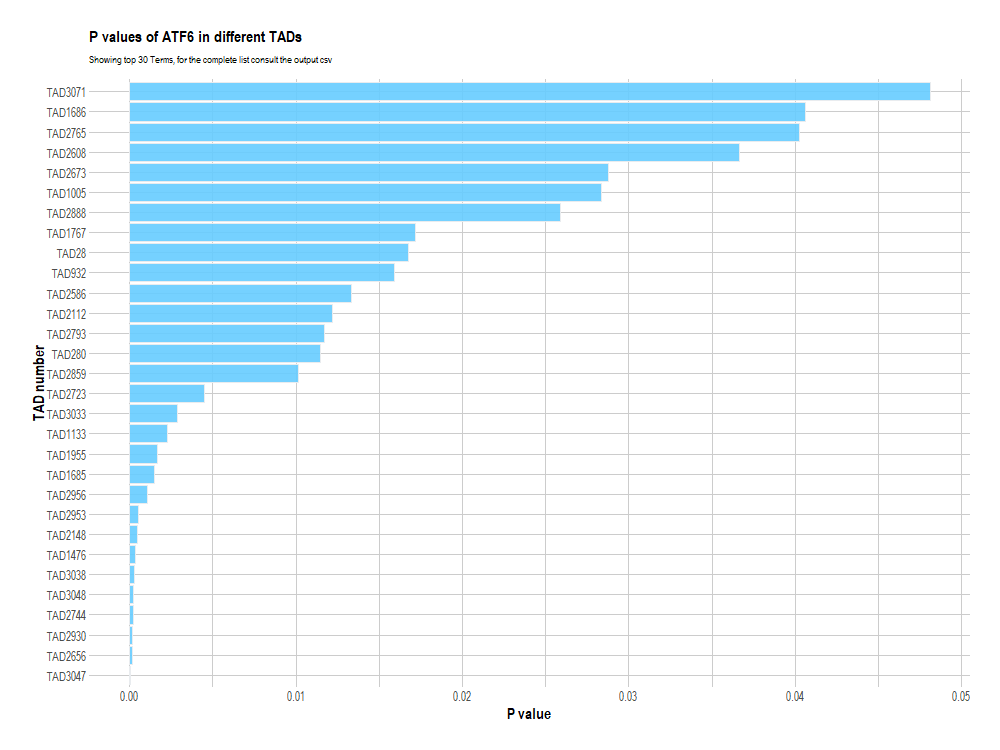 P values of ATF6 in different TADs
Showing top 30 Terms, for the complete list consult the output csv
TAD3071
TAD1686
TAD2765
TAD2608
TAD2673
TAD1005
TAD2888
TAD1767
TAD28
TAD932
TAD2586
TAD2112
TAD2793
TAD280
TAD2859
TAD2723
TAD3033
TAD1133
TAD1955
TAD1685
TAD2956
TAD2953
TAD2148
TAD1476
TAD3038
TAD3048
TAD2744
TAD2930
TAD2656
TAD3047
TAD number
0.00 0.01 0.02 0.03 0.04 0.05
P value